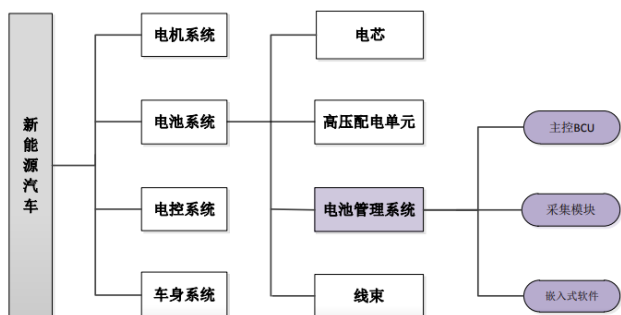 新能源汽车
电机系统
电池系统
电控系统
车身系统
电芯
高压配电单元
电池管理系统
线束
主控BCU
采集模块
嵌入式软件